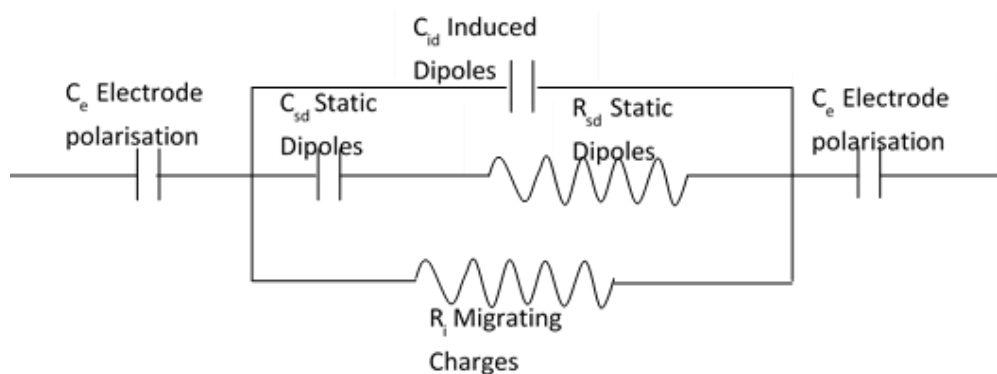 C_id Induced
Dipoles
C_e Electrode
polarisation
C_sd Static
Dipoles
R_sd Static
Dipoles
C_e Electrode
polarisation
R_i Migrating
Charges